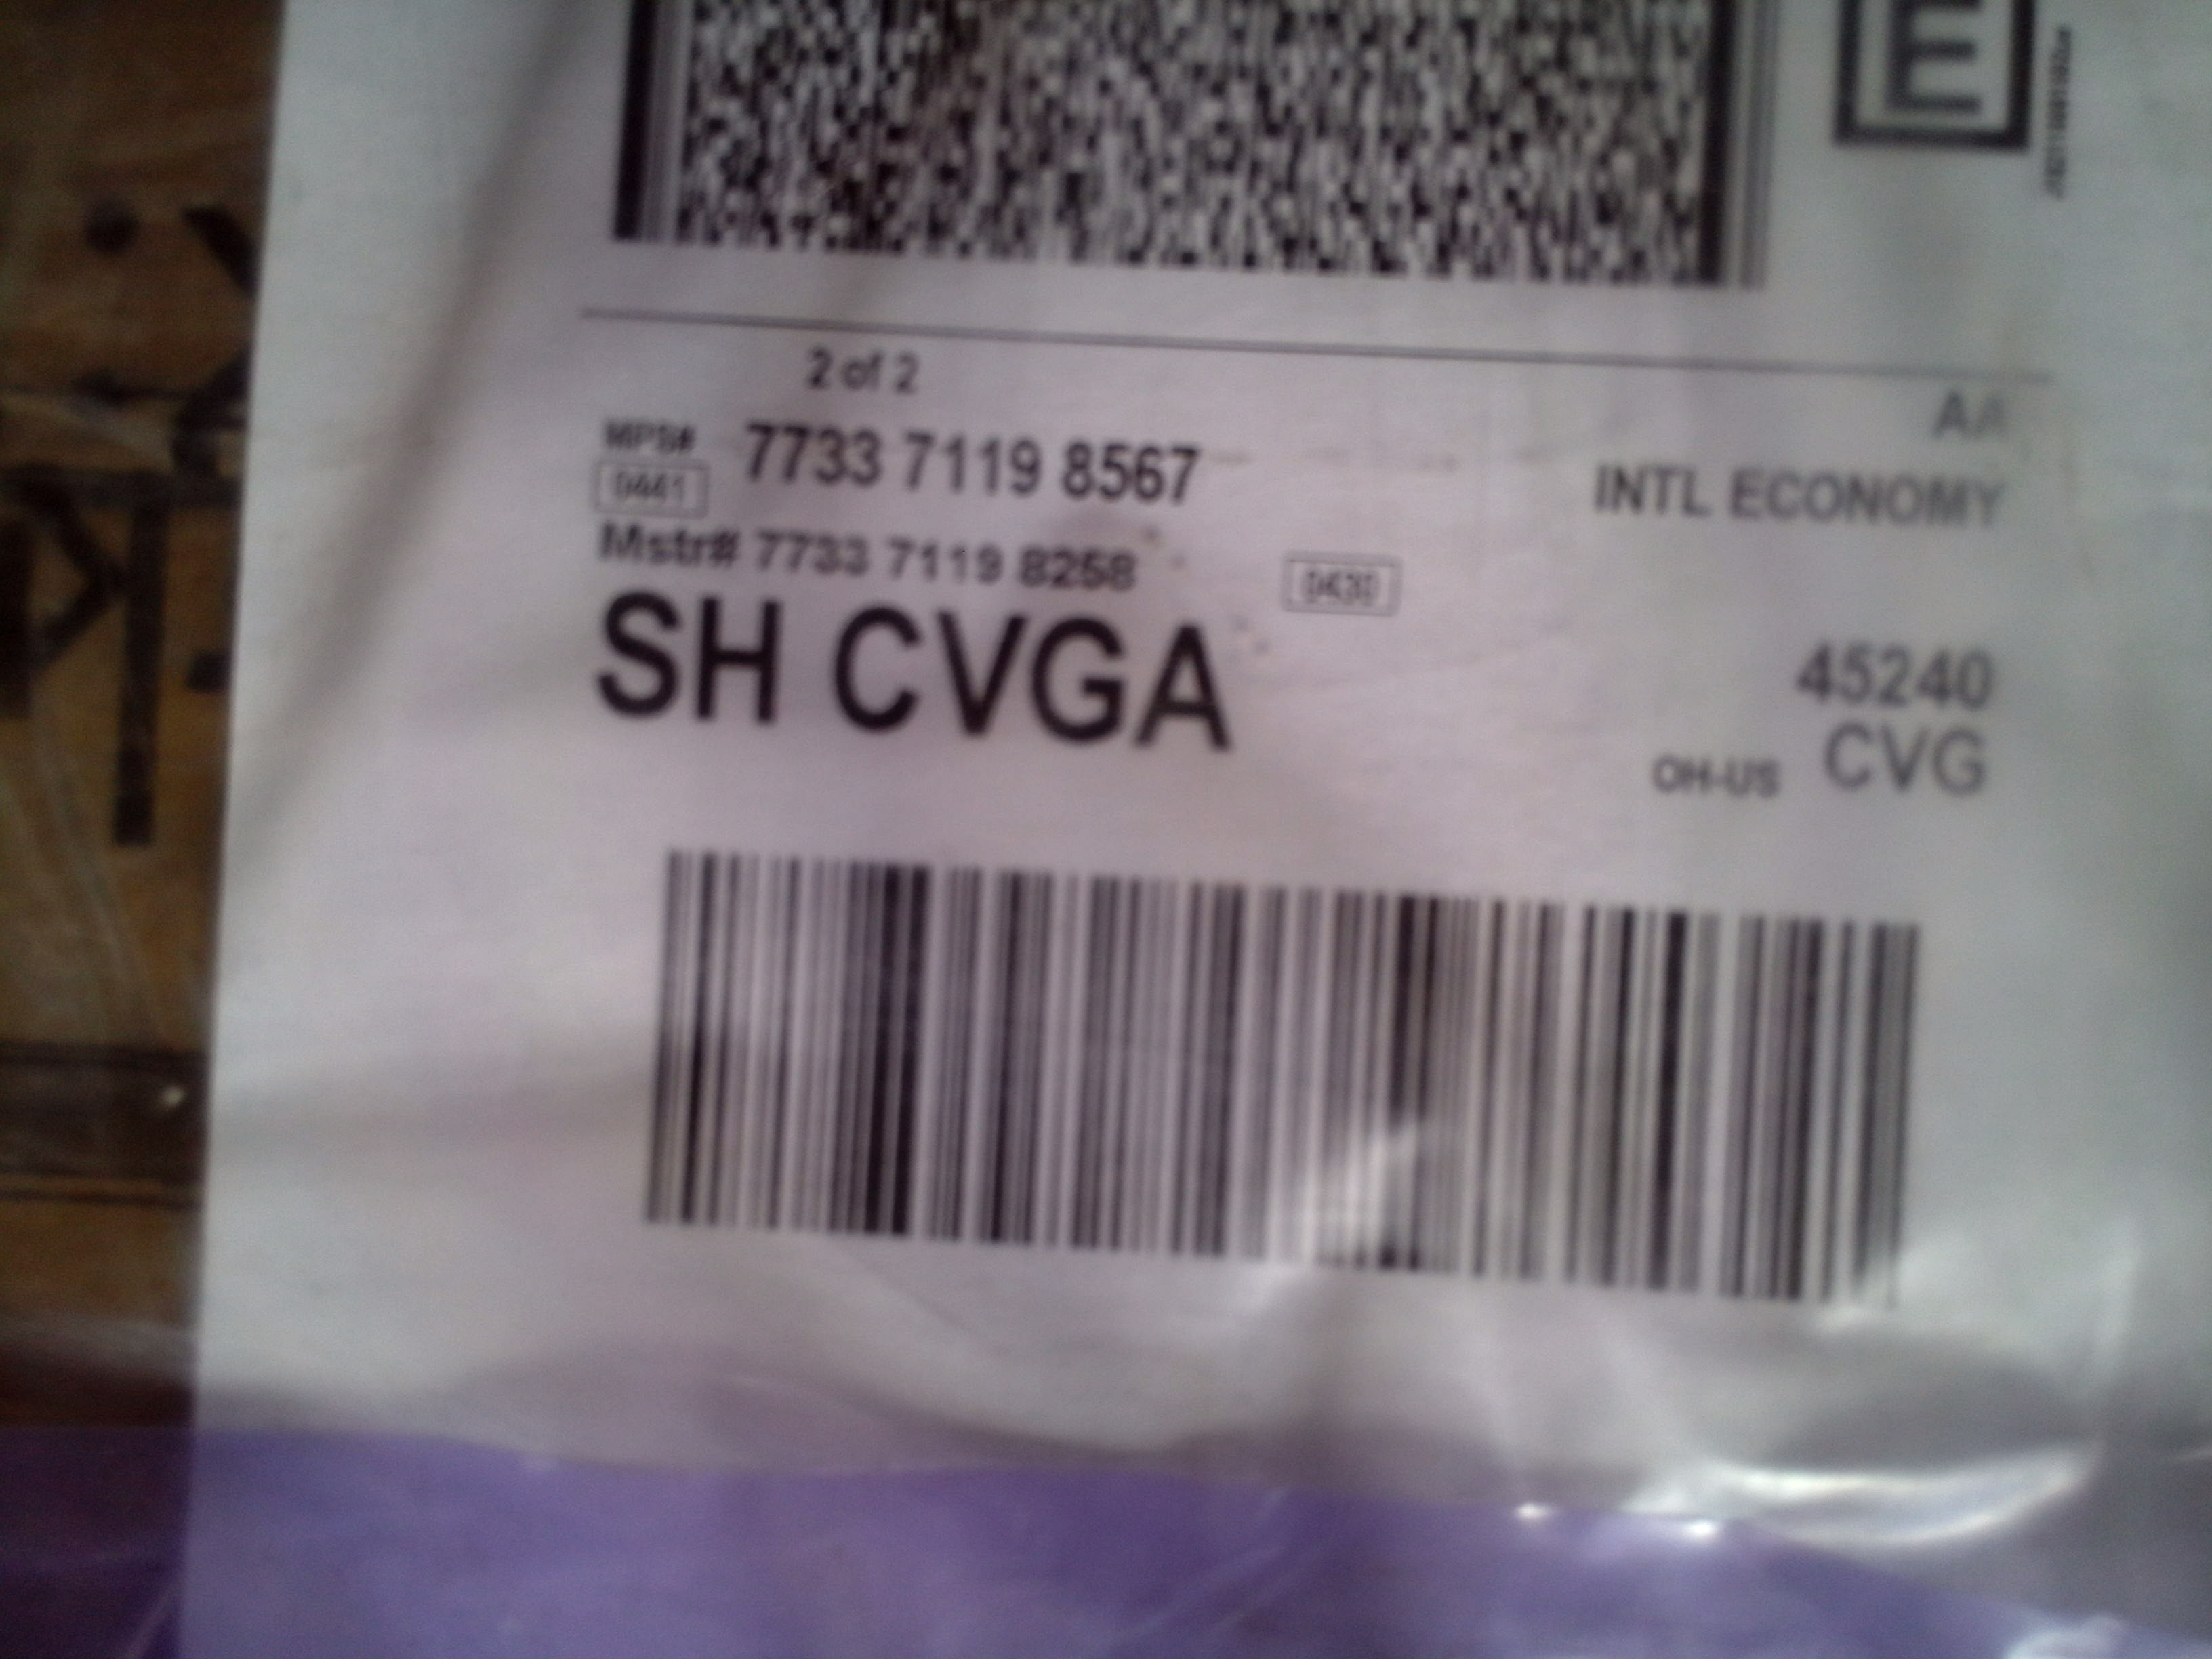 E
2 of 2
MPS# 7733 7119 8567
0441
Mstr# 7733 7119 8258
0430
SH CVGA
AA
INTL ECONOMY
45240
OH-US CVG